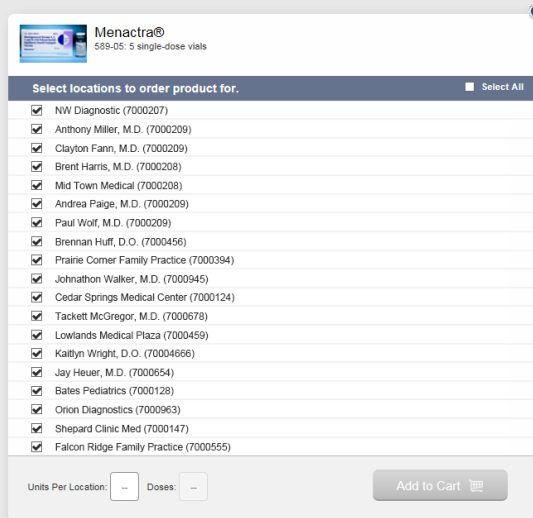 Menactra®
589-05: 5 single-dose vials
Select locations to order product for. Select All
NW Diagnostic (7000207)
Anthony Miller, M.D. (7000209)
Clayton Fann, M.D. (7000209)
Brent Harris, M.D. (7000208)
Mid Town Medical (7000208)
Andrea Paige, M.D. (7000209)
Paul Wolf, M.D. (7000209)
Brennan Huff, D.O. (7000456)
Prairie Corner Family Practice (7000394)
Johnathon Walker, M.D. (7000945)
Cedar Springs Medical Center (7000124)
Tackett McGregor, M.D. (7000678)
Lowlands Medical Plaza (7000459)
Kaitlyn Wright, D.O. (70004666)
Jay Heuer, M.D. (7000654)
Bates Pediatrics (7000128)
Orion Diagnostics (7000963)
Shepard Clinic Med (7000147)
Falcon Ridge Family Practice (7000555)
Units Per Location: -- Doses: -- Add to Cart